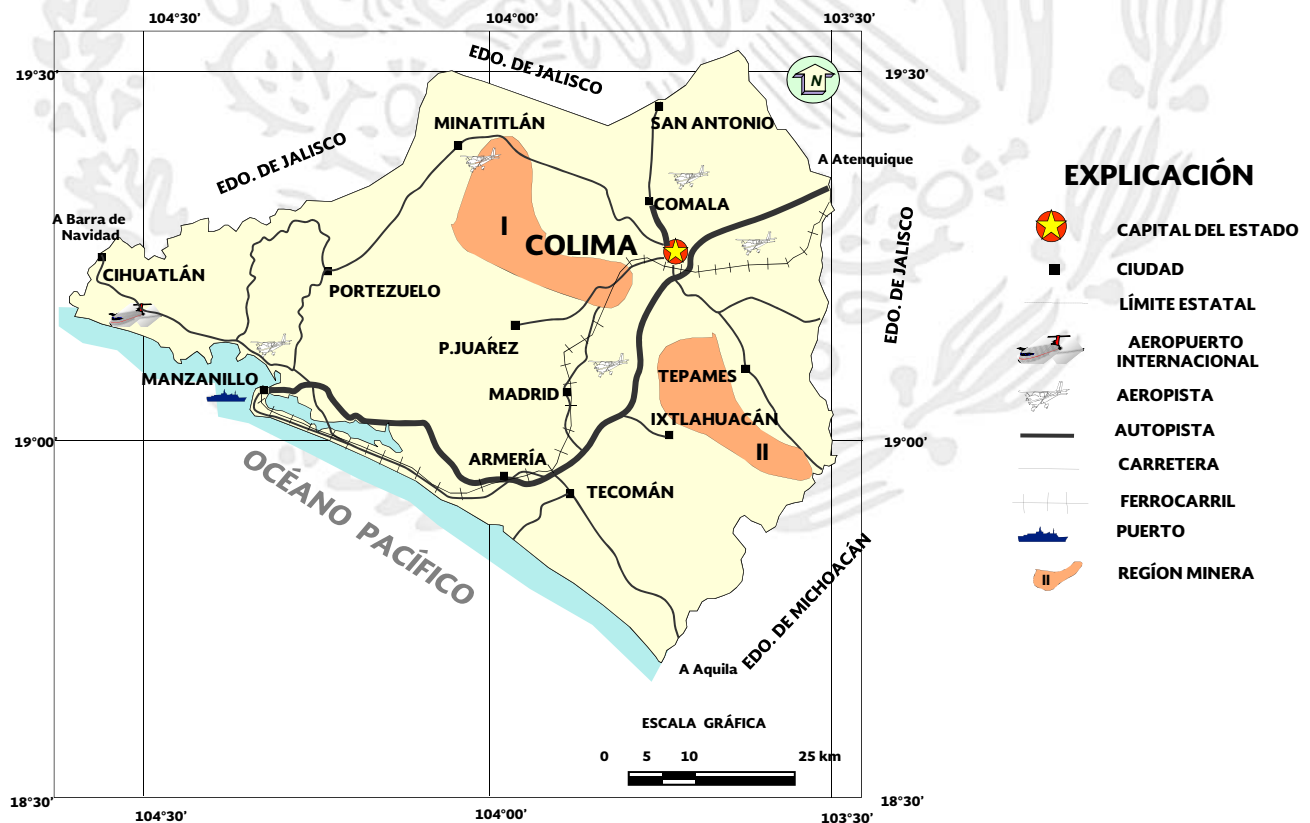 104°30'
104°00'
103°30'
19°30'
19°30'
EDO. DE JALISCO
N
MINATITLÁN
SAN ANTONIO
EDO. DE JALISCO
A Atenquique
EXPLICACIÓN
COMALA
A Barra de
Navidad
I
COLIMA
CAPITAL DEL ESTADO
EDO. DE JALISCO
CIHUATLÁN
CIUDAD
PORTEZUELO
LÍMITE ESTATAL
P.JUAŔEZ
AEROPUERTO
INTERNACIONAL
MANZANILLO
TEPAMES
MADRID
AEROPISTA
IXTLAHUACÁN
AUTOPISTA
19°00'
19°00'
II
ARMERÍA
CARRETERA
TECOMÁN
FERROCARRIL
OCÉANO PACÍFICO
PUERTO
II
REGÍON MINERA
EDO. DE MICHOACÁN
A Aquila
ESCALA GRÁFICA
0 5 10 25 km
18°30'
18°30'
104°30'
104°00'
103°30'